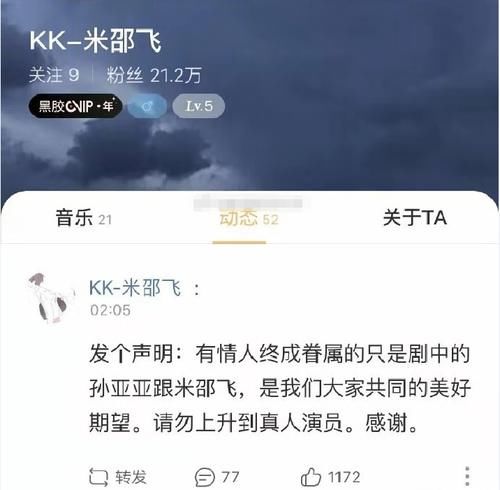 KK-米邵飞
关注 9 粉丝 21.2万
黑胶VIP·年 Lv.5
音乐 21 动态 52 关于TA
KK-米邵飞 :
02:05
发个声明：有情人终成眷属的只是剧中的
孙亚亚跟米邵飞，是我们大家共同的美好
期望。请勿上升到真人演员。感谢。
转发 77 1172